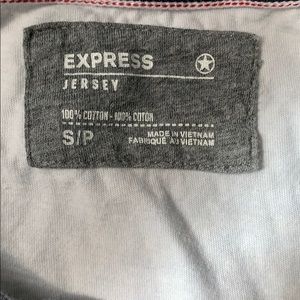 EXPRESS
JERSEY
100% COTTON - 100% COTON
S/P
MADE IN VIETNAM
FABRIQUÉ AU VIETNAM